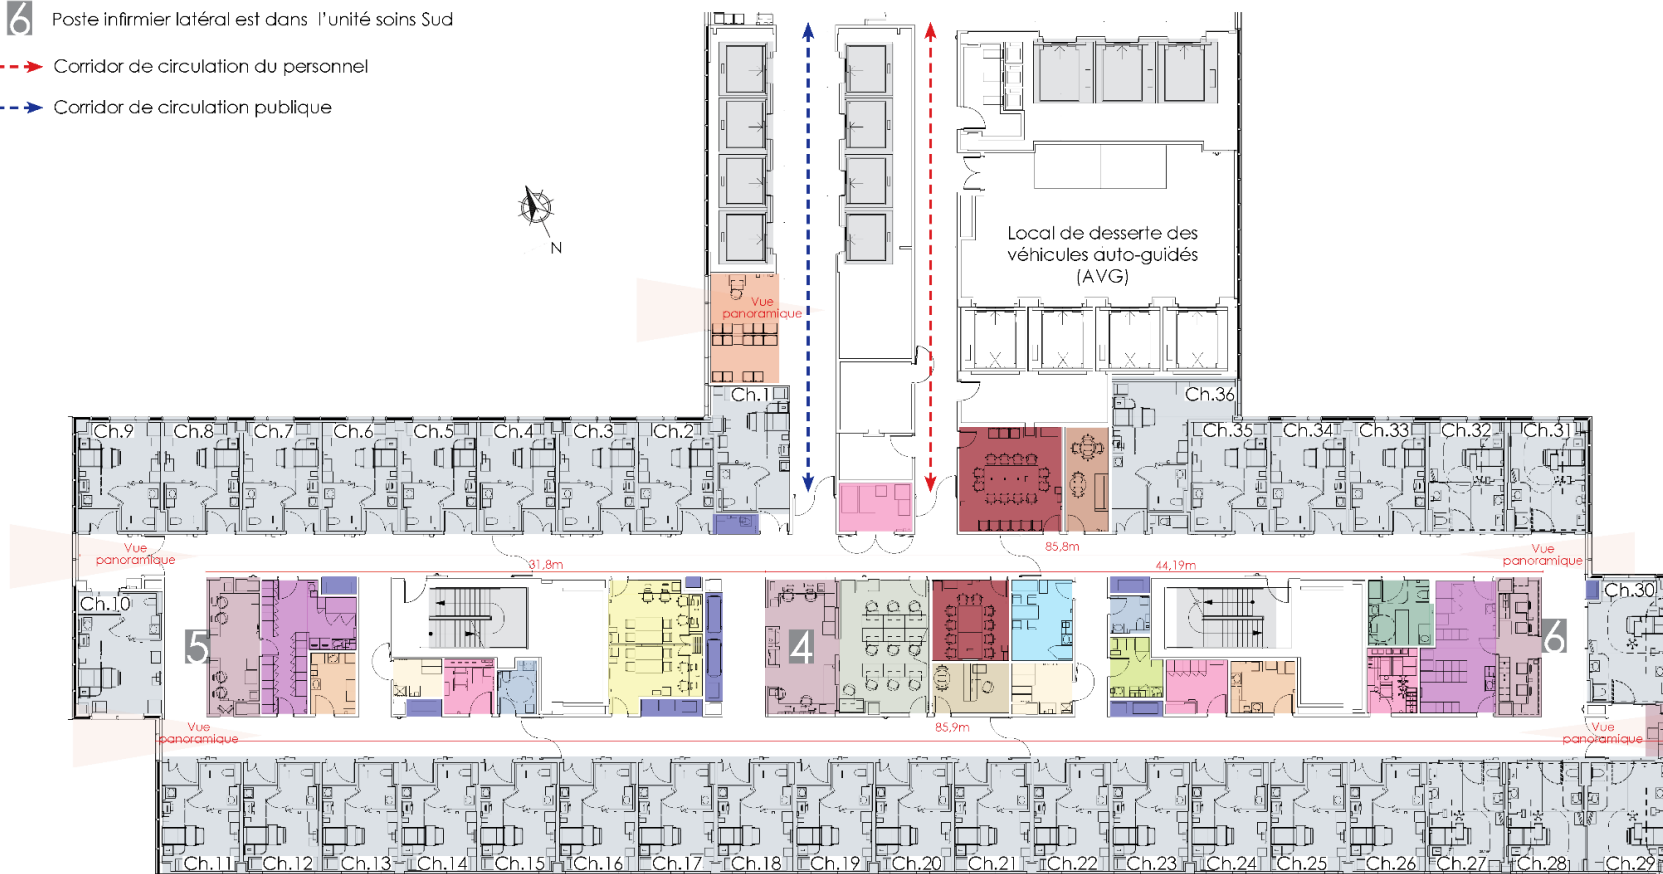 6 Poste infirmier latéral est dans l'unité soins Sud
Corridor de circulation du personnel
Corridor de circulation publique
N
Local de desserte des
véhicules auto-guidés
(AVG)
Vue
panoramique
Ch.1
Ch.36
Ch.9 Ch.8 Ch.7 Ch.6 Ch.5 Ch.4 Ch.3 Ch.2
Ch.35 Ch.34 Ch.33 Ch.32 Ch.31
Vue
panoramique
85,8m
Vue
panoramique
31,8m
44,19m
Ch.10
Ch.30
5
4
6
Vue
panoramique
85,9m
Vue
panoramique
Ch.11 Ch.12 Ch.13 Ch.14 Ch.15 Ch.16 Ch.17 Ch.18 Ch.19 Ch.20 Ch.21 Ch.22 Ch.23 Ch.24 Ch.25 Ch.26 Ch.27 Ch.28 Ch.29